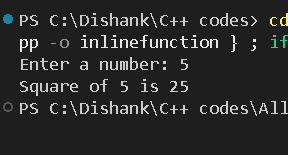 PS C:\Dishank\C++ codes> cd
pp -o inlinefunction } ; if
Enter a number: 5
Square of 5 is 25
PS C:\Dishank\C++ codes\All